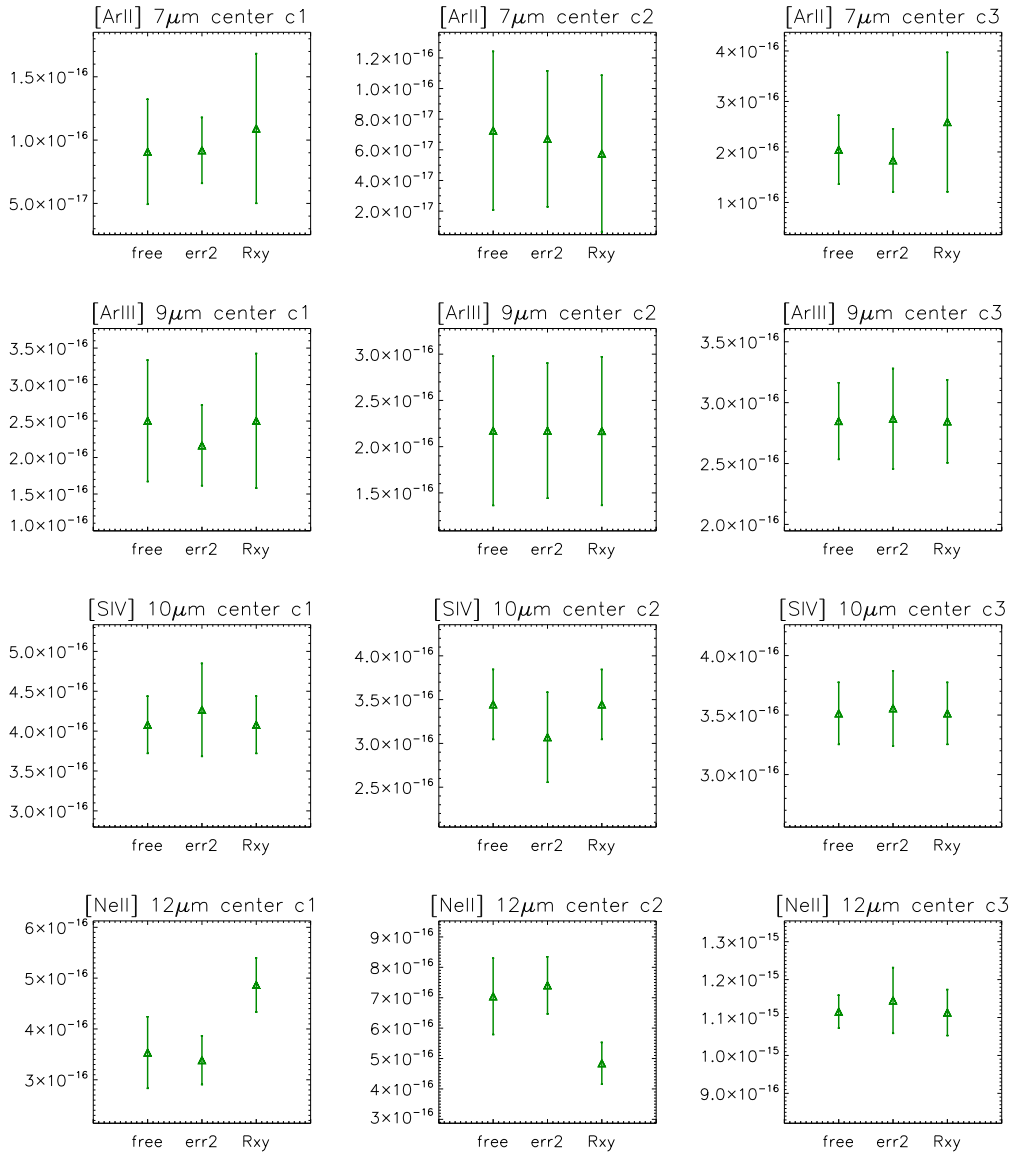 [ArII] 7μm center c1 [ArII] 7μm center c2 [ArII] 7μm center c3
1.5×10⁻¹⁶ 1.2×10⁻¹⁶ 4×10⁻¹⁶
1.0×10⁻¹⁶ 1.0×10⁻¹⁶ 3×10⁻¹⁶
5.0×10⁻¹⁷ 8.0×10⁻¹⁷ 2×10⁻¹⁶
6.0×10⁻¹⁷ 1×10⁻¹⁶
4.0×10⁻¹⁷
2.0×10⁻¹⁷
free err2 Rxy free err2 Rxy free err2 Rxy
[ArIII] 9μm center c1 [ArIII] 9μm center c2 [ArIII] 9μm center c3
3.5×10⁻¹⁶ 3.0×10⁻¹⁶ 3.5×10⁻¹⁶
3.0×10⁻¹⁶ 2.5×10⁻¹⁶ 3.0×10⁻¹⁶
2.5×10⁻¹⁶ 2.0×10⁻¹⁶ 2.5×10⁻¹⁶
2.0×10⁻¹⁶ 1.5×10⁻¹⁶ 2.0×10⁻¹⁶
1.5×10⁻¹⁶
1.0×10⁻¹⁶
free err2 Rxy free err2 Rxy free err2 Rxy
[SIV] 10μm center c1 [SIV] 10μm center c2 [SIV] 10μm center c3
5.0×10⁻¹⁶ 4.0×10⁻¹⁶ 4.0×10⁻¹⁶
4.5×10⁻¹⁶ 3.5×10⁻¹⁶ 3.5×10⁻¹⁶
4.0×10⁻¹⁶ 3.0×10⁻¹⁶ 3.0×10⁻¹⁶
3.5×10⁻¹⁶ 2.5×10⁻¹⁶
3.0×10⁻¹⁶
free err2 Rxy free err2 Rxy free err2 Rxy
[NeII] 12μm center c1 [NeII] 12μm center c2 [NeII] 12μm center c3
6×10⁻¹⁶ 9×10⁻¹⁶ 1.3×10⁻¹⁵
5×10⁻¹⁶ 8×10⁻¹⁶ 1.2×10⁻¹⁵
4×10⁻¹⁶ 7×10⁻¹⁶ 1.1×10⁻¹⁵
3×10⁻¹⁶ 6×10⁻¹⁶ 1.0×10⁻¹⁵
5×10⁻¹⁶ 9.0×10⁻¹⁶
4×10⁻¹⁶
3×10⁻¹⁶
free err2 Rxy free err2 Rxy free err2 Rxy